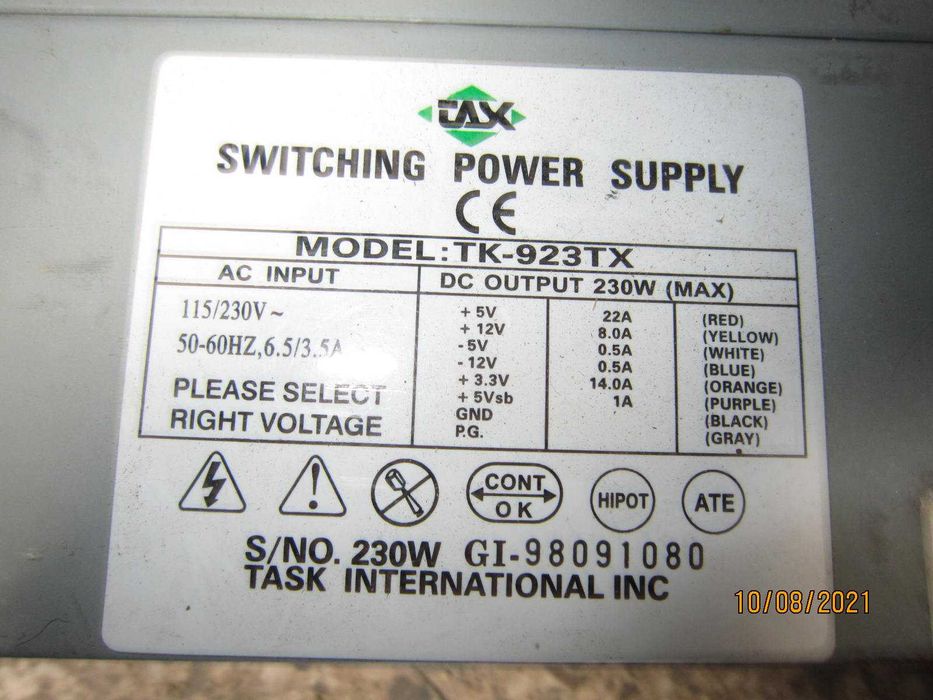 TAX
SWITCHING POWER SUPPLY
CE
MODEL:TK-923TX
AC INPUT
DC OUTPUT 230W (MAX)
115/230V~
50-60HZ,6.5/3.5A
PLEASE SELECT
RIGHT VOLTAGE
+5V 22A (RED)
+12V 8.0A (YELLOW)
-5V 0.5A (WHITE)
-12V 0.5A (BLUE)
+3.3V 14.0A (ORANGE)
+5Vsb 1A (PURPLE)
GND (BLACK)
P.G. (GRAY)
CONT
OK
HIPOT
ATE
S/NO. 230W GI-98091080
TASK INTERNATIONAL INC
10/08/2021